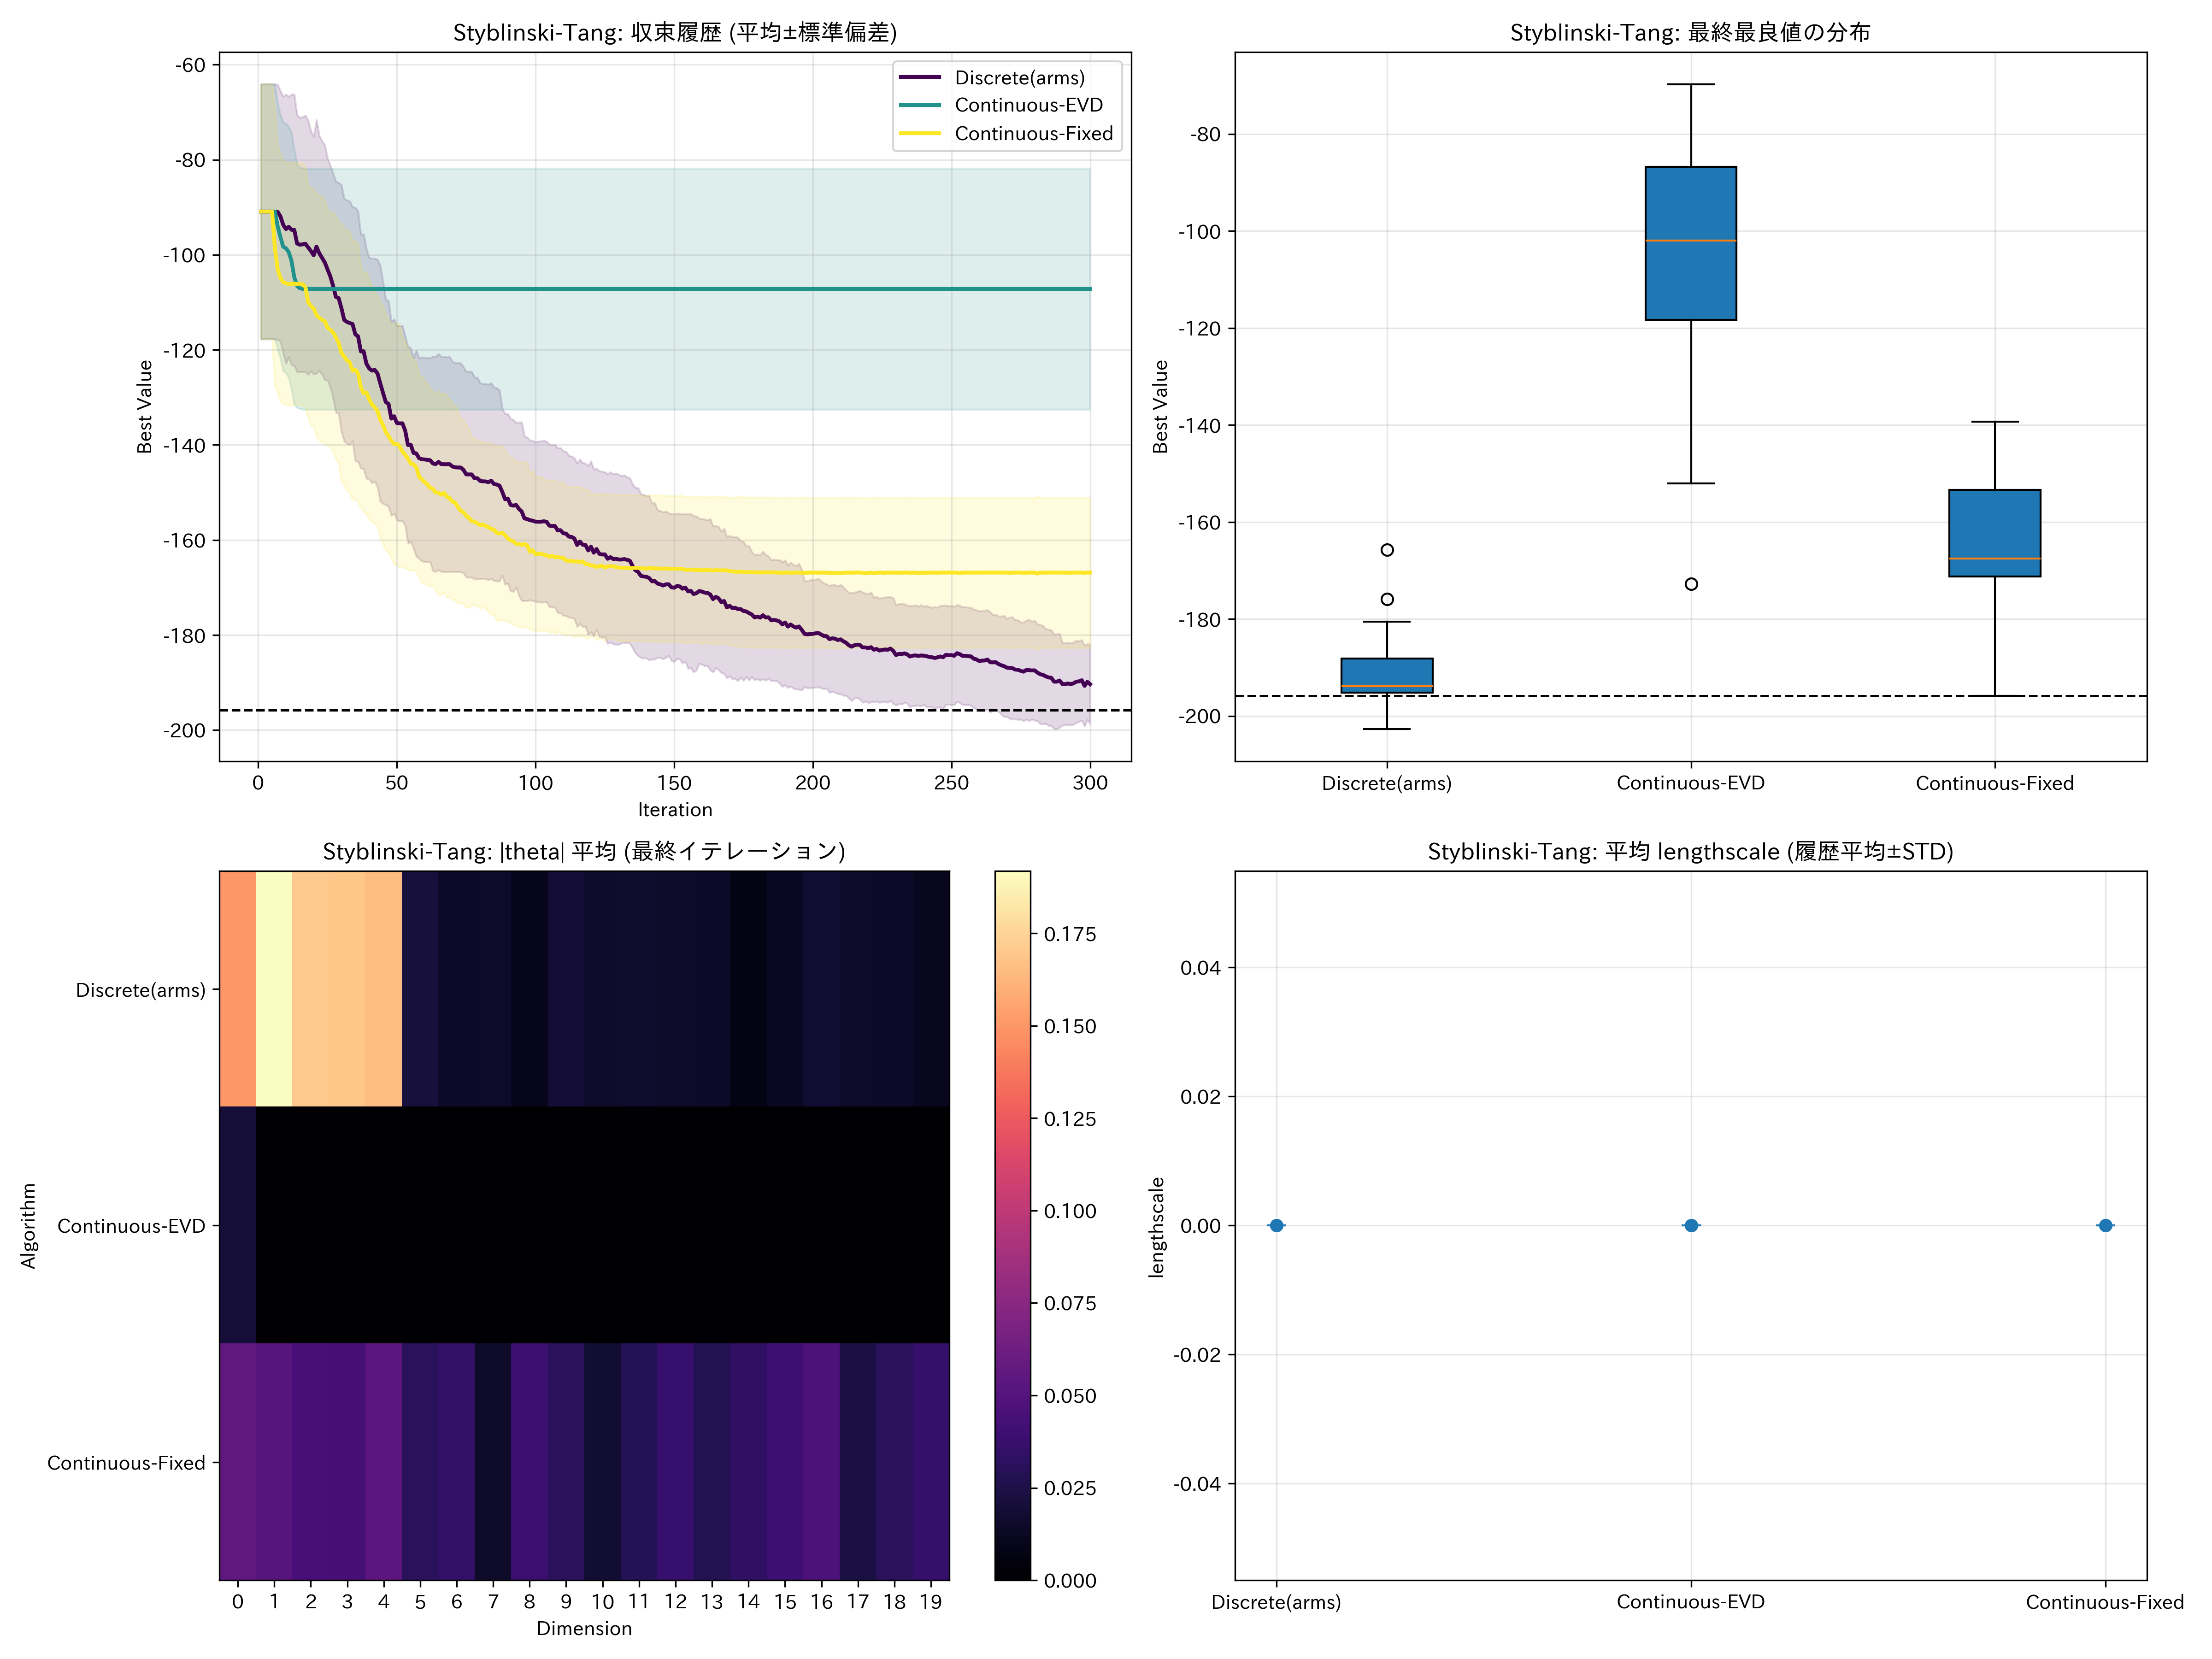 Styblinski-Tang: 収束履歴 (平均±標準偏差)
-60
-80
-100
-120
-140
-160
-180
-200
Best Value
Discrete(arms)
Continuous-EVD
Continuous-Fixed
0 50 100 150 200 250 300
Iteration
Styblinski-Tang: 最終最良値の分布
-80
-100
-120
-140
-160
-180
-200
Best Value
Discrete(arms) Continuous-EVD Continuous-Fixed
Styblinski-Tang: |theta| 平均 (最終イテレーション)
Algorithm
Discrete(arms)
Continuous-EVD
Continuous-Fixed
0 1 2 3 4 5 6 7 8 9 10 11 12 13 14 15 16 17 18 19
Dimension
0.175
0.150
0.125
0.100
0.075
0.050
0.025
0.000
Styblinski-Tang: 平均 lengthscale (履歴平均±STD)
0.04
0.02
0.00
-0.02
-0.04
lengthscale
Discrete(arms) Continuous-EVD Continuous-Fixed